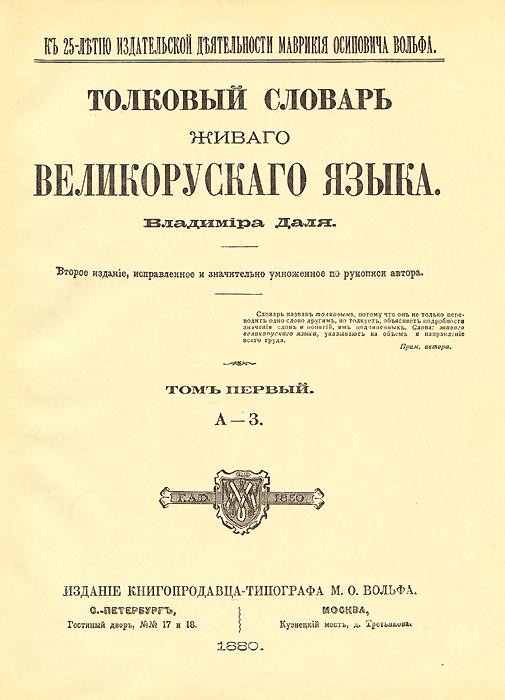 КЪ 25-ЛѢТІЮ ИЗДАТЕЛЬСКОЙ ДѢЯТЕЛЬНОСТИ МАВРИКІЯ ОСИПОВИЧА ВОЛЬФА.
ТОЛКОВЫЙ СЛОВАРЬ
ЖИВАГО
ВЕЛИКОРУСКАГО ЯЗЫКА.
Владиміра Даля.
Второе изданіе, исправленное и значительно умноженное по рукописи автора.
Словарь названъ толковымъ, потому что онъ не только пере-
водитъ одно слово другимъ, но толкуетъ, объясняетъ подробности
значенія словъ и понятій, имъ подчиненныхъ. Слова: живаго
великорускаго языка, указываютъ на объемъ и направленіе
всего труда.
Прим. автора.
ТОМЪ ПЕРВЫЙ.
А—З.
ГАД. 1850.
ИЗДАНІЕ КНИГОПРОДАВЦА-ТИПОГРАФА М. О. ВОЛЬФА.
С.-ПЕТЕРБУРГЪ,
Гостиный дворъ, №№ 17 и 18.
МОСКВА,
Кузнецкій мостъ, д. Третьякова.
1880.